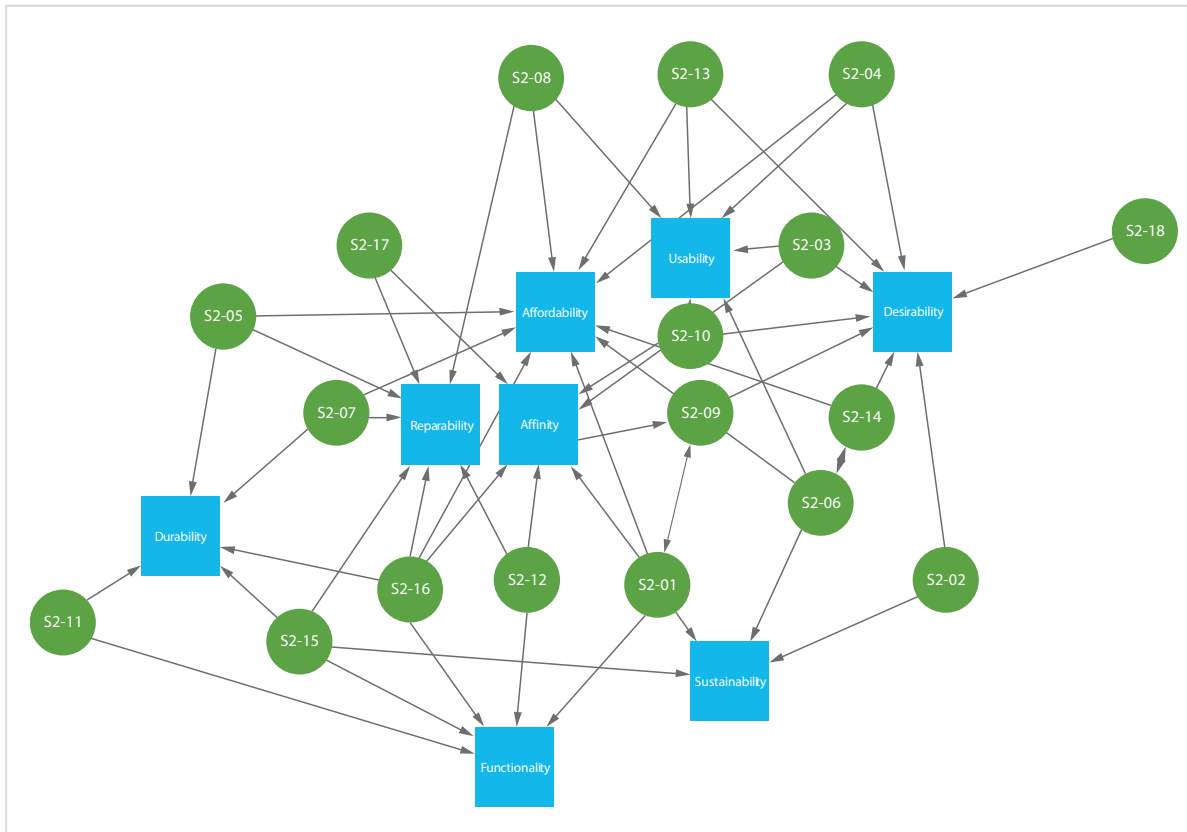 S2-08
S2-13
S2-04
S2-17
S2-03
S2-18
Usability
S2-05
Affordability
Desirability
S2-10
S2-07
Reparability
Affinity
S2-09
S2-14
S2-06
Durability
S2-16
S2-12
S2-01
S2-02
S2-11
S2-15
Sustainability
Functionality